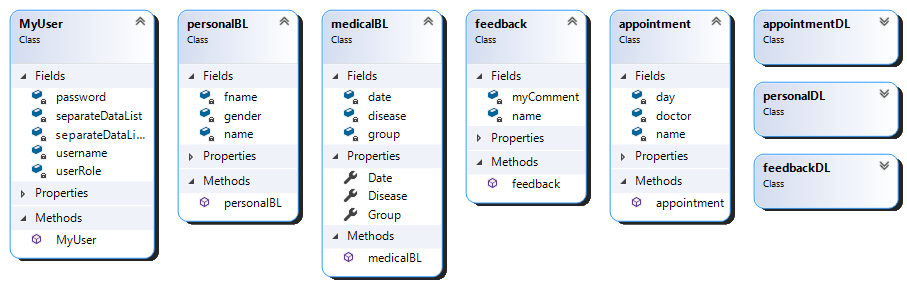 MyUser
Class
Fields
password
separateDataList
separateDataLi...
username
userRole
Properties
Methods
MyUser
personalBL
Class
Fields
fname
gender
name
Properties
Methods
personalBL
medicalBL
Class
Fields
date
disease
group
Properties
Date
Disease
Group
Methods
medicalBL
feedback
Class
Fields
myComment
name
Properties
Methods
feedback
appointment
Class
Fields
day
doctor
name
Properties
Methods
appointment
appointmentDL
Class
personalDL
Class
feedbackDL
Class